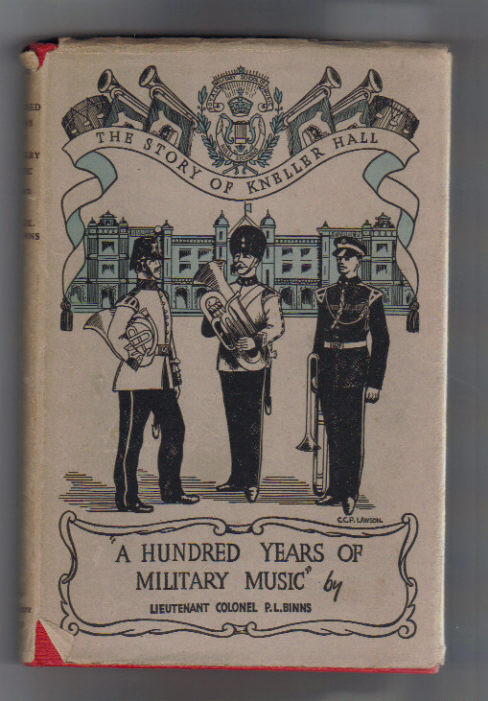 THE STORY OF KNELLER HALL
C.C.P. LAWSON.
"A HUNDRED YEARS OF
MILITARY MUSIC" by
LIEUTENANT COLONEL P.L.BINNS